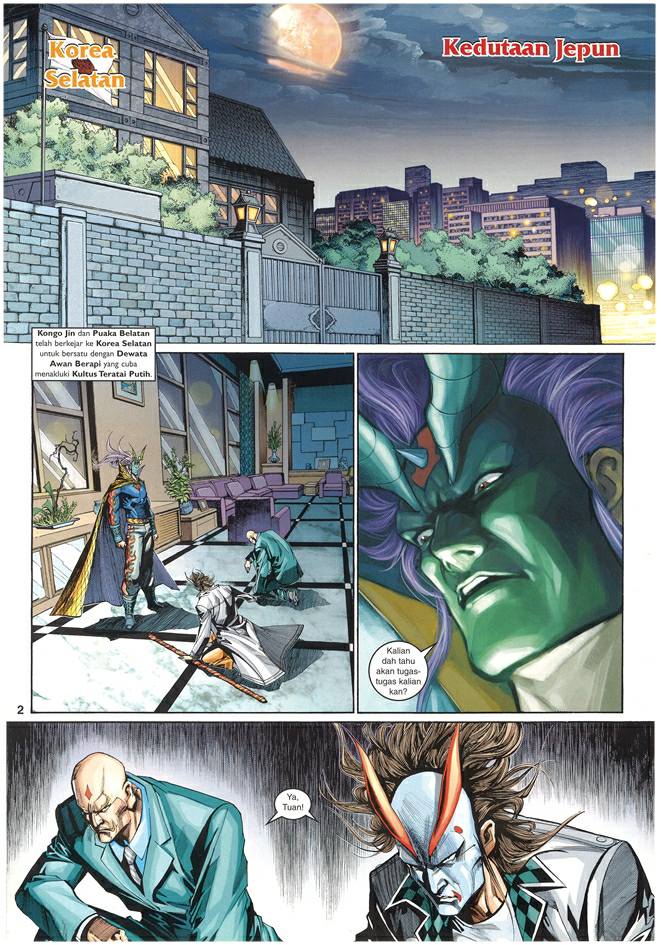 Korea
Selatan
Kedutaan Jepun
Kongo Jin dan Puaka Belatan
telah berkejar ke Korea Selatan
untuk bersatu dengan Dewata
Awan Berapi yang cuba
menakluki Kultus Teratai Putih.
Kalian
dah tahu
akan tugas-
tugas kalian
kan?
2
Ya,
Tuan!